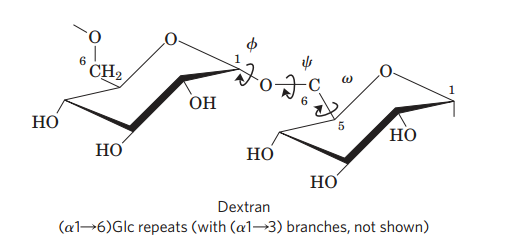 O
6
CH2
O
1
ϕ
HO
HO
OH
O
ψ
C
6
ω
O
5
1
HO
HO
HO
Dextran
(α1→6)Glc repeats (with (α1→3) branches, not shown)